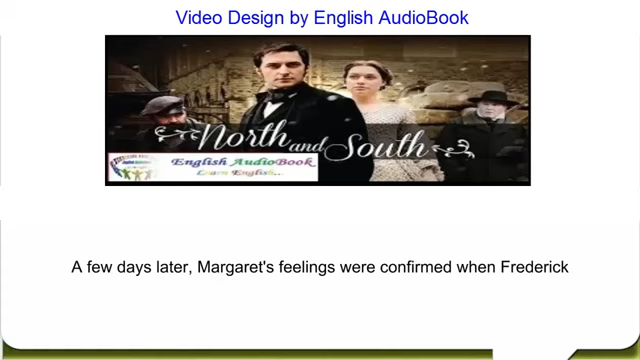 Video Design by English AudioBook
North and South
English AudioBook
Learn English...
A few days later, Margaret's feelings were confirmed when Frederick